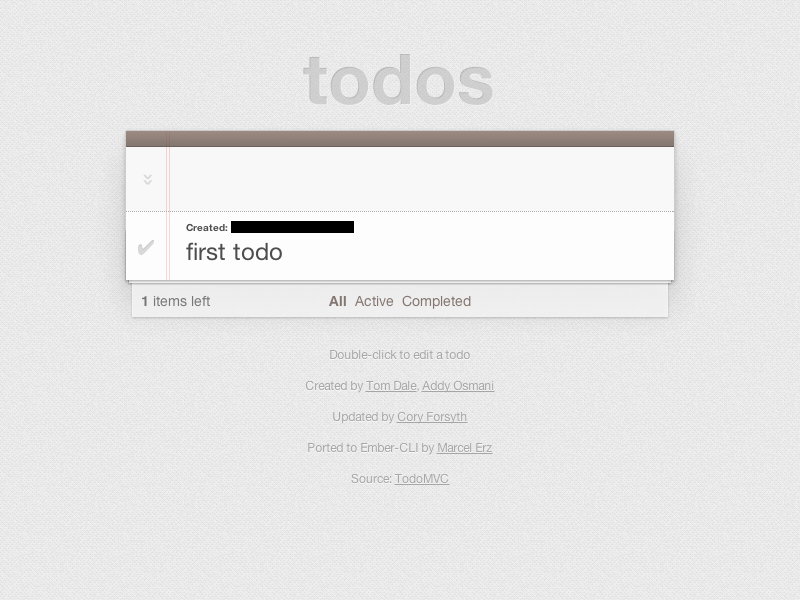 todos
Created:
first todo
1 items left
All Active Completed
Double-click to edit a todo
Created by Tom Dale, Addy Osmani
Updated by Cory Forsyth
Ported to Ember-CLI by Marcel Erz
Source: TodoMVC